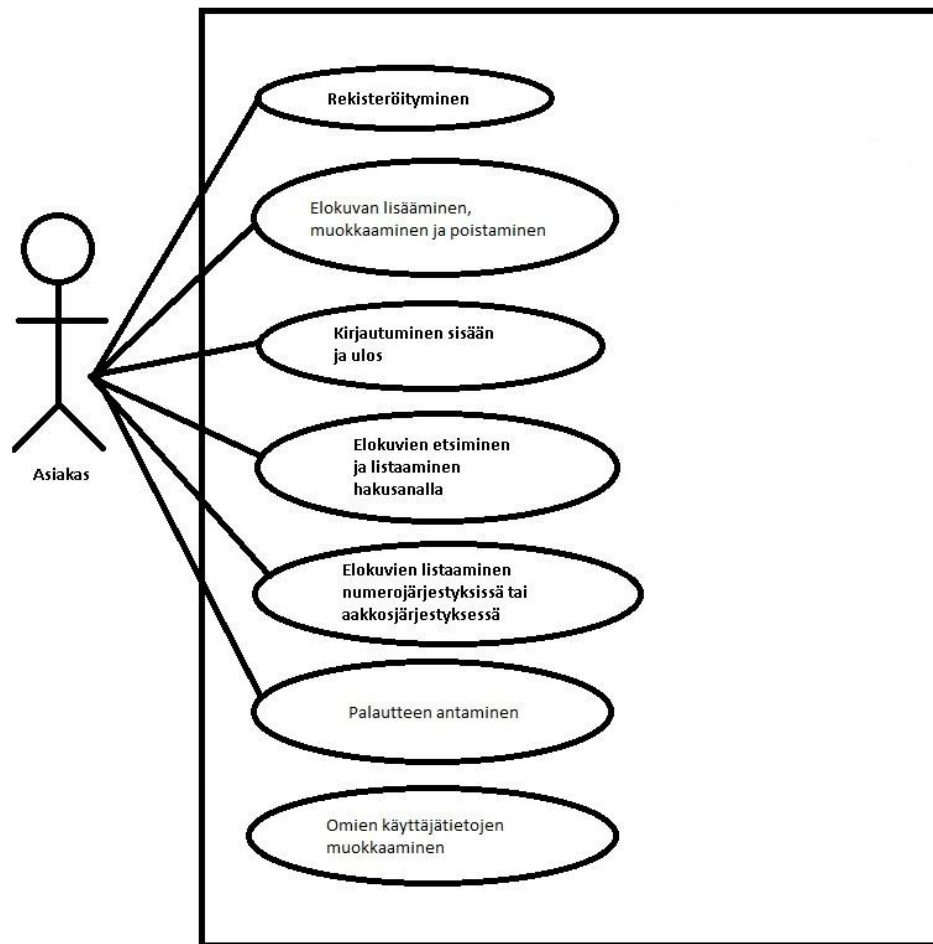 Rekisteröityminen
Elokuvan lisääminen,
muokkaaminen ja poistaminen
Kirjautuminen sisään
ja ulos
Elokuvien etsiminen
ja listaaminen
hakusanalla
Asiakas
Elokuvien listaaminen
numerojärjestyksissä tai
aakkosjärjestyksessä
Palautteen antaminen
Omien käyttäjätietojen
muokkaaminen